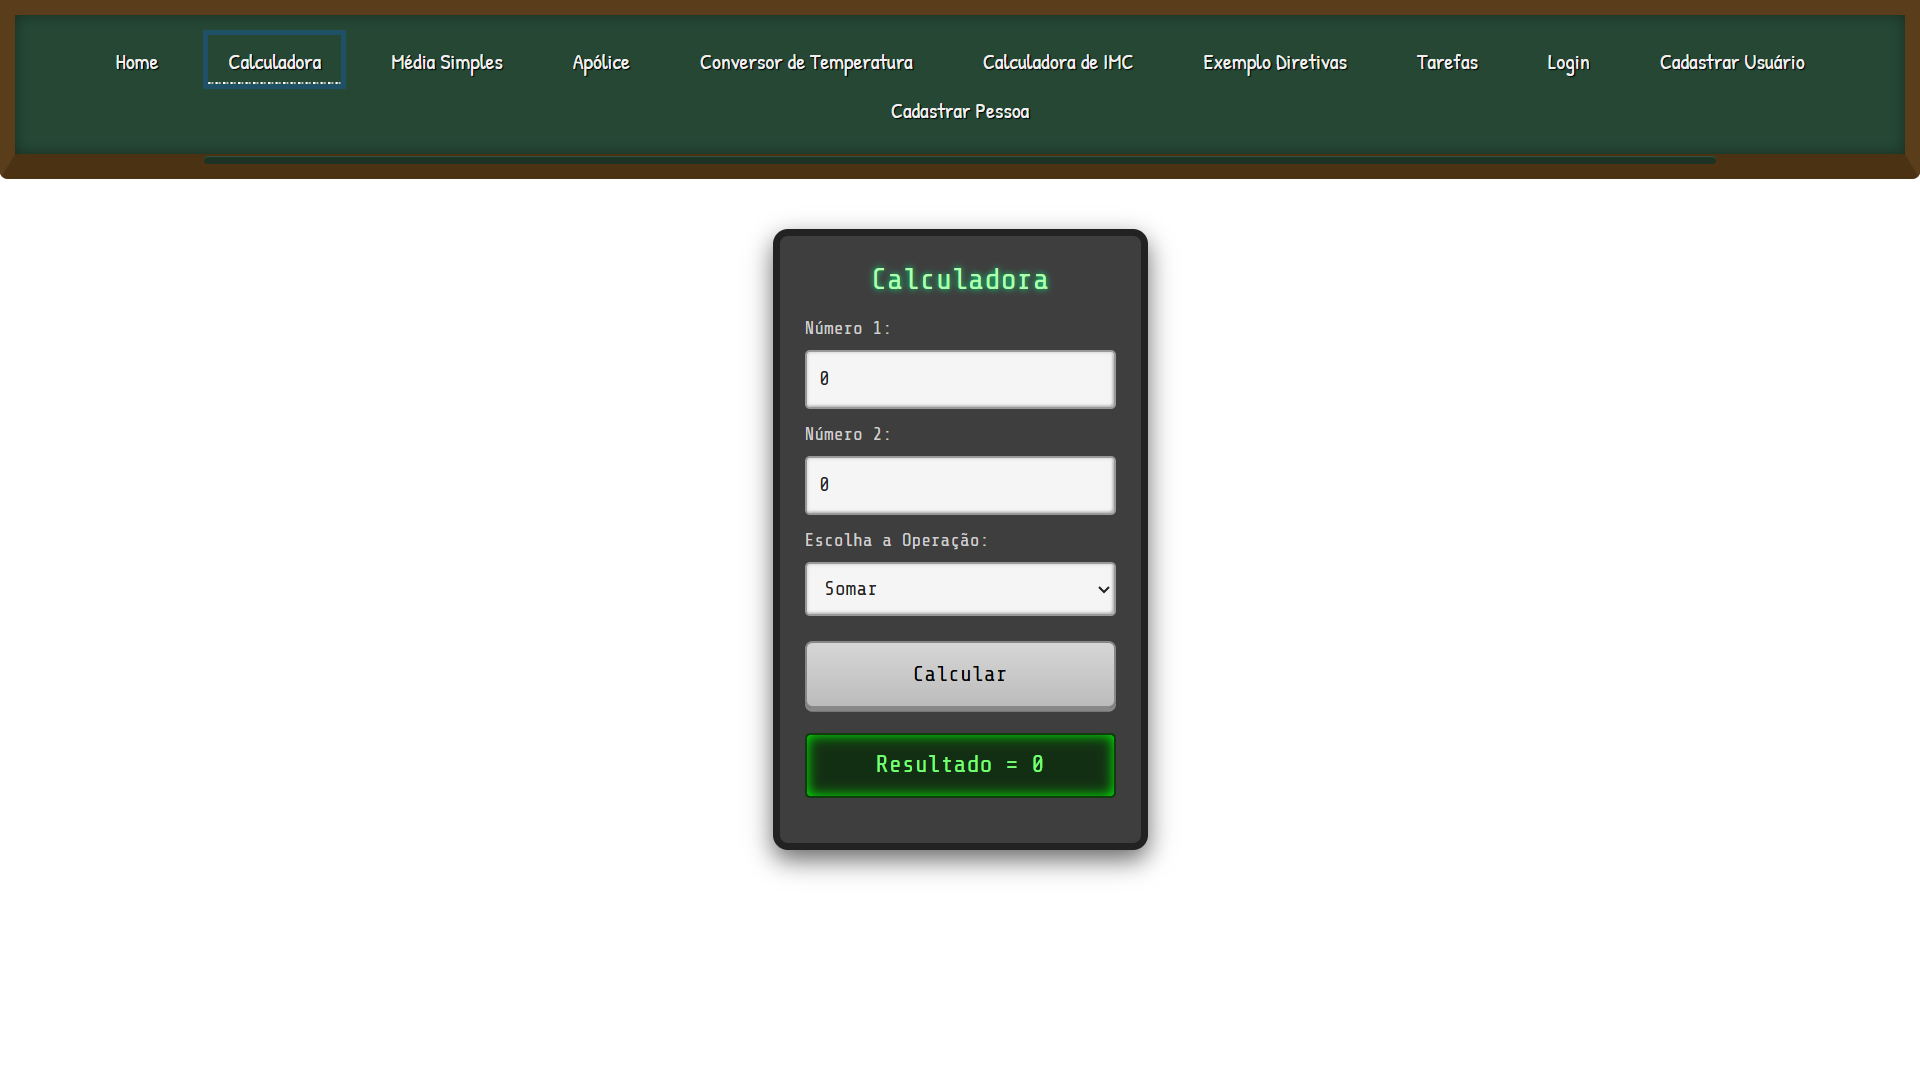 Home Calculadora Média Simples Apólice Conversor de Temperatura Calculadora de IMC Exemplo Diretivas Tarefas Login Cadastrar Usuário
Cadastrar Pessoa
Calculadora
Número 1:
0
Número 2:
0
Escolha a Operação:
Somar
Calcular
Resultado = 0